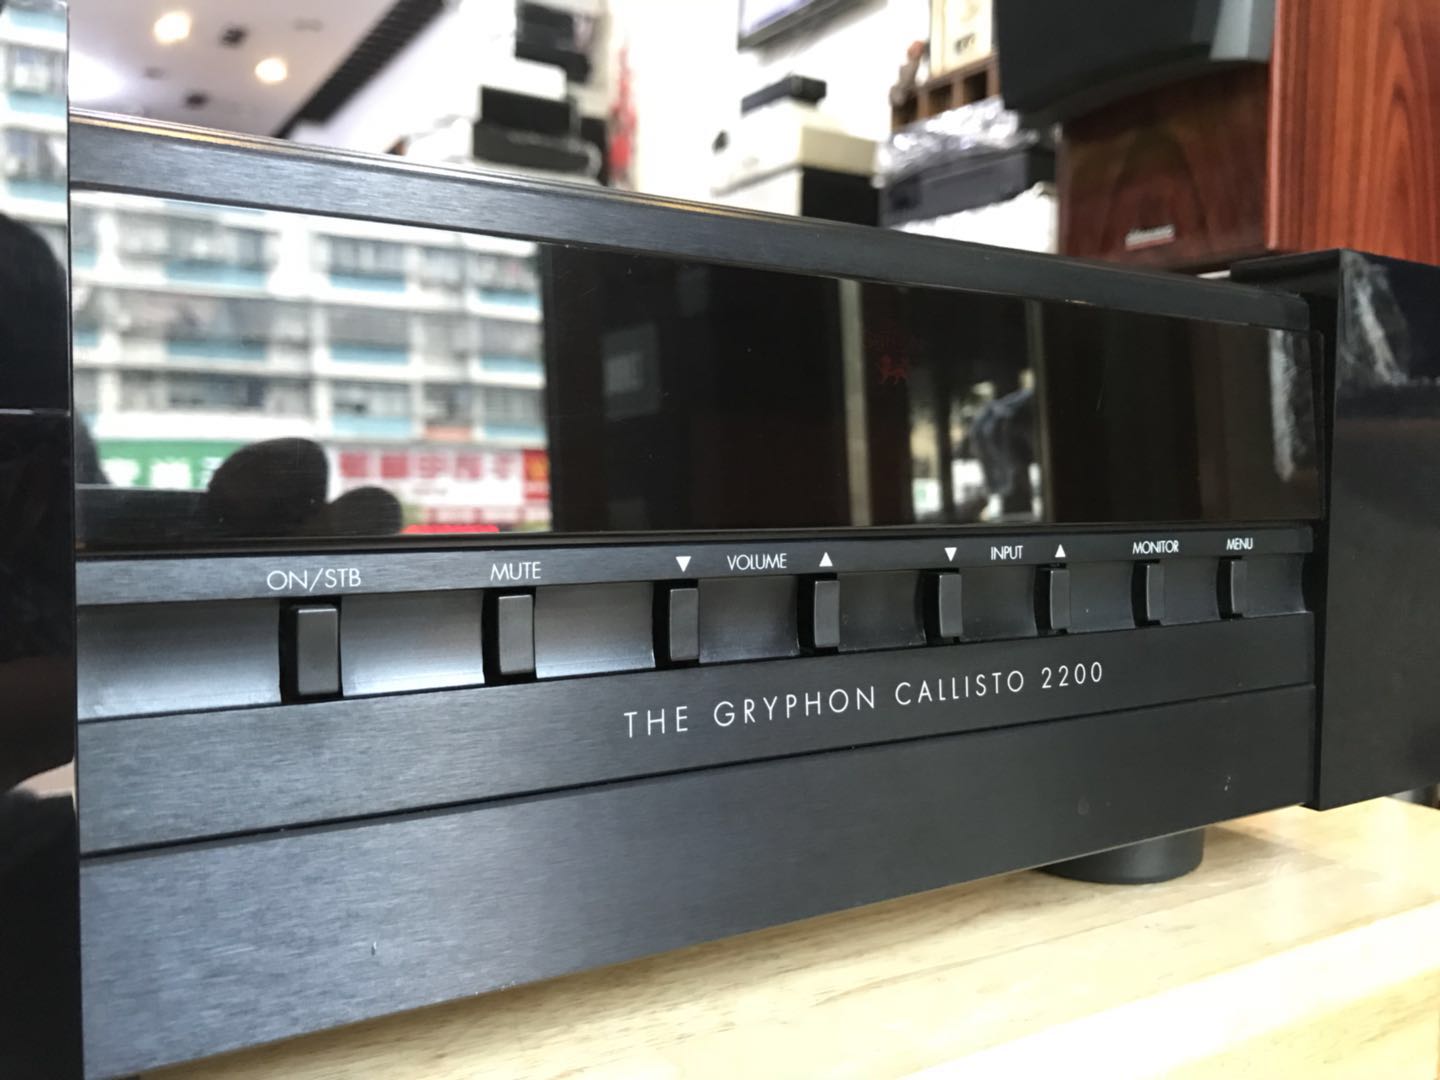 ON/STB
MUTE
▼ VOLUME ▲
▼ INPUT ▲
MONITOR
MENU
THE GRYPHON CALLISTO 2200